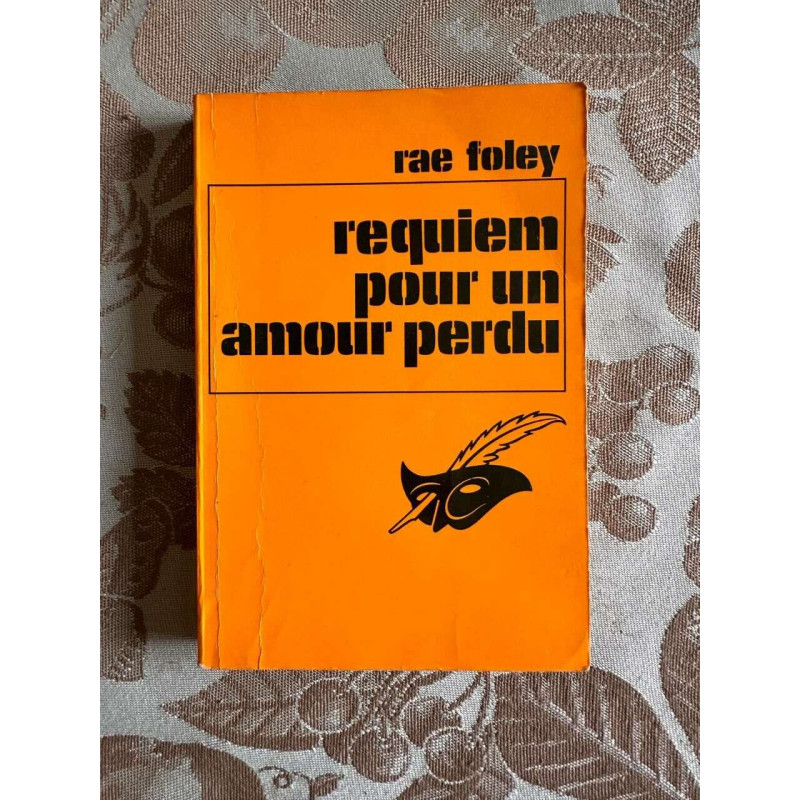 rae foley
requiem
pour un
amour perdu